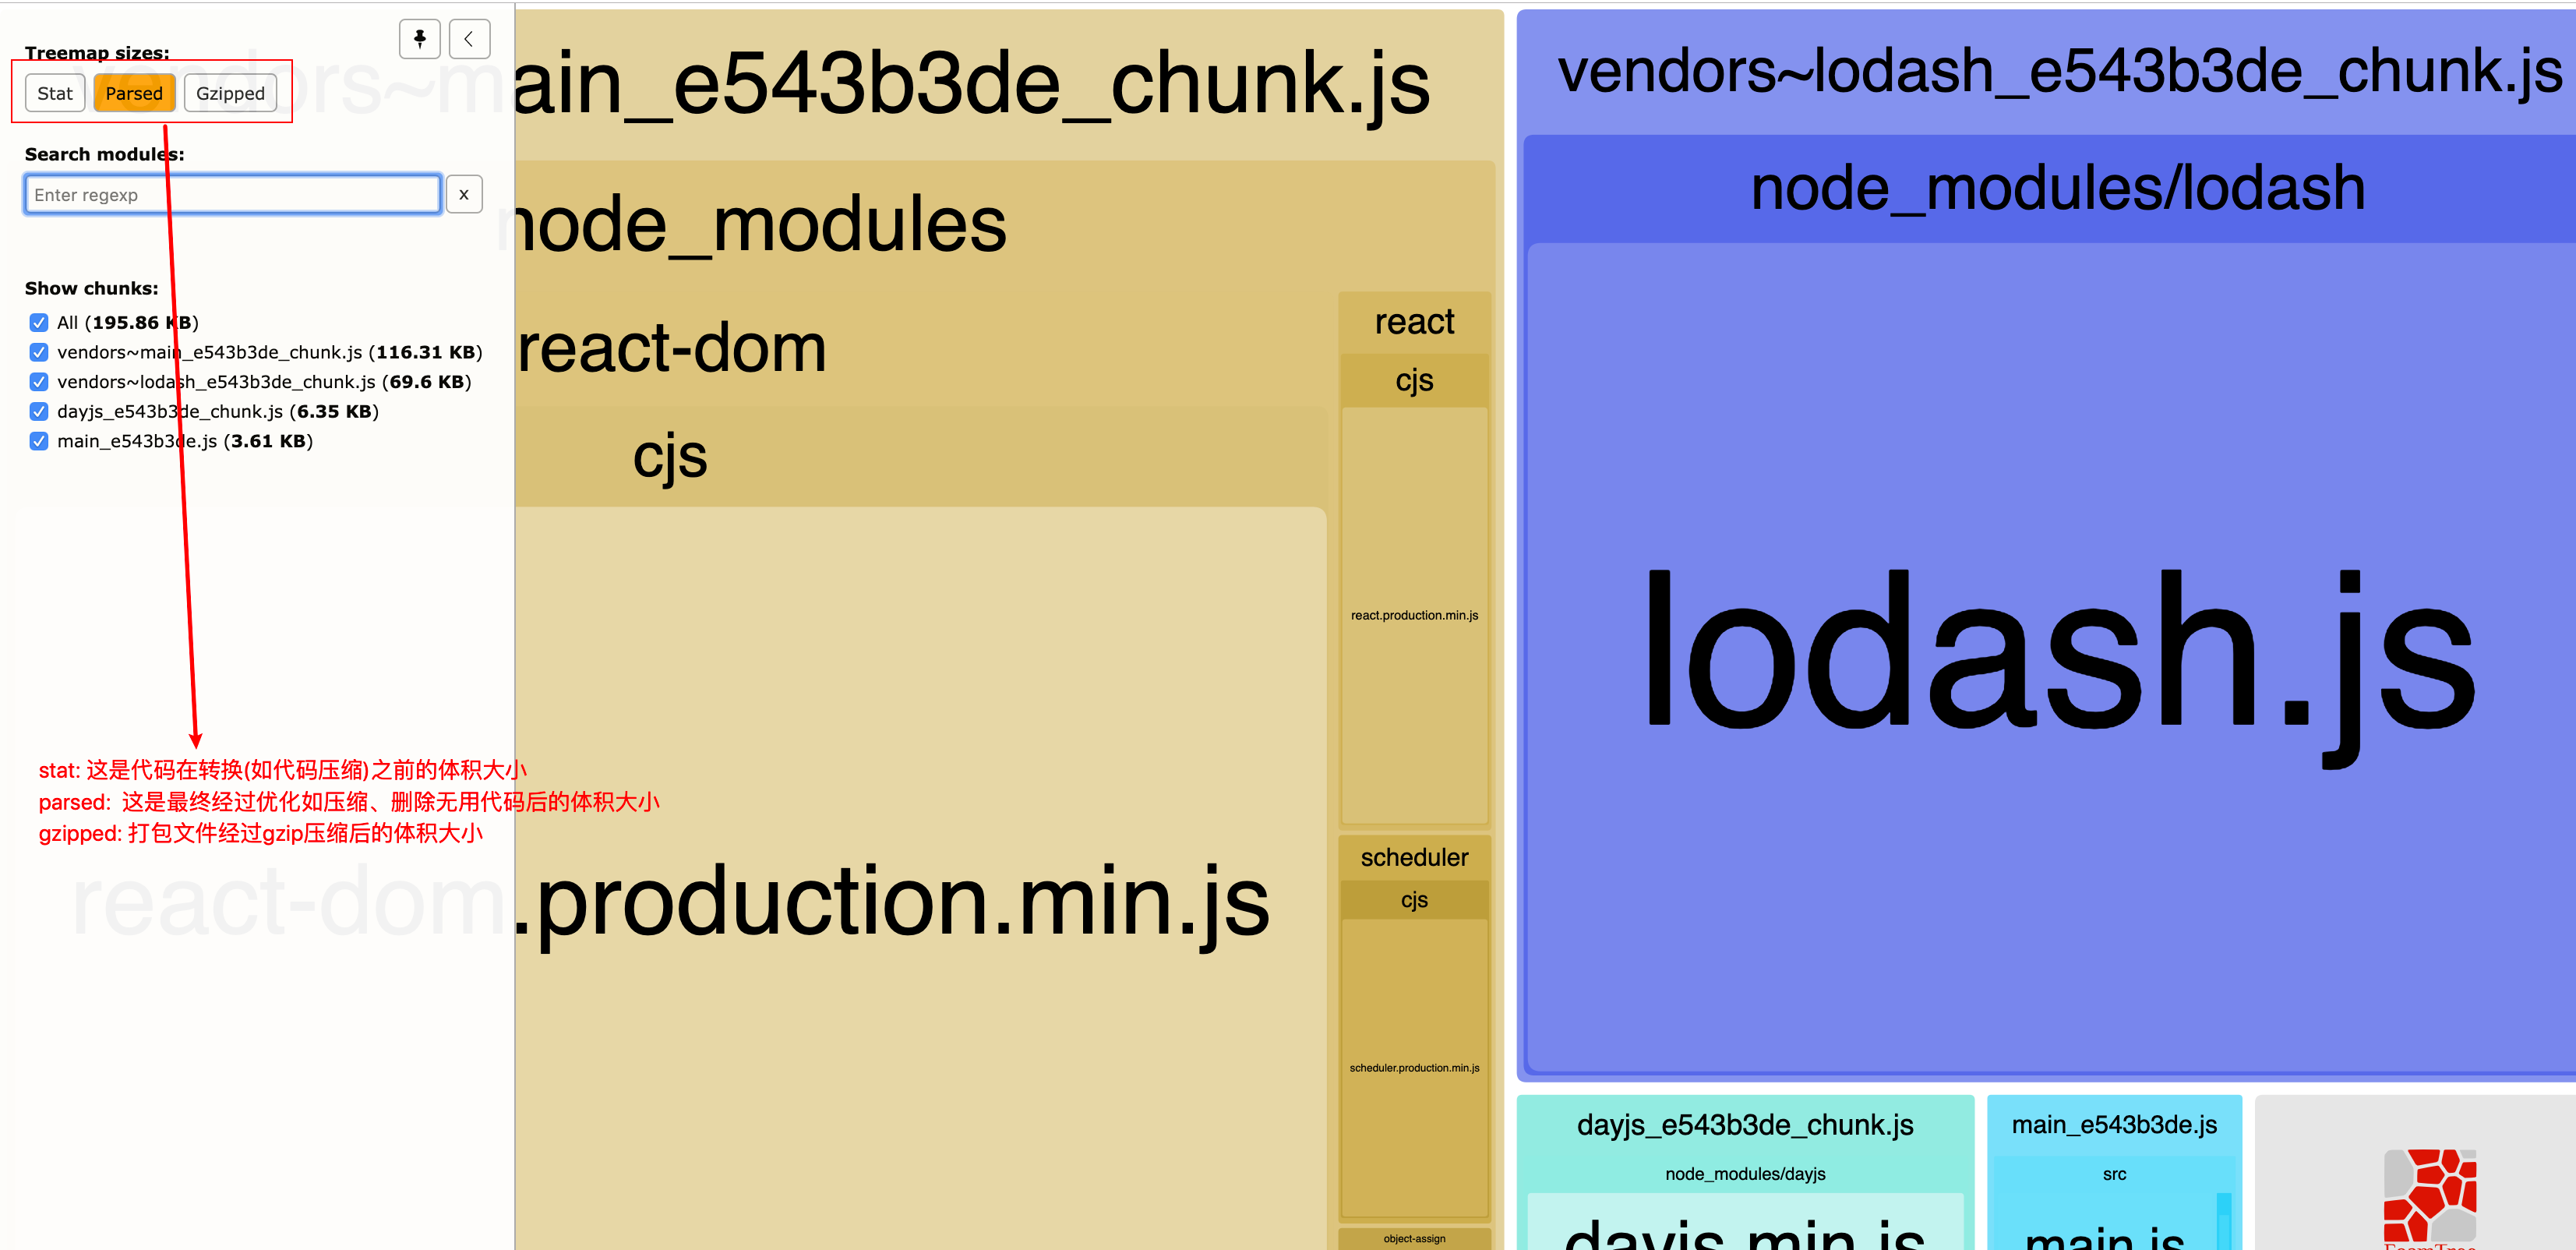 Treemap sizes:
Stat Parsed Gzipped
Search modules:
Enter regexp x
Show chunks:
All (195.86 KB)
vendors~main_e543b3de_chunk.js (116.31 KB)
vendors~lodash_e543b3de_chunk.js (69.6 KB)
dayjs_e543b3de_chunk.js (6.35 KB)
main_e543b3de.js (3.61 KB)
stat: 这是代码在转换(如代码压缩)之前的体积大小
parsed: 这是最终经过优化如压缩、删除无用代码后的体积大小
gzipped: 打包文件经过gzip压缩后的体积大小
vendors~main_e543b3de_chunk.js
node_modules
react-dom
cjs
react-dom.production.min.js
react
cjs
react.production.min.js
scheduler
cjs
scheduler.production.min.js
object-assign
vendors~lodash_e543b3de_chunk.js
node_modules/lodash
lodash.js
dayjs_e543b3de_chunk.js
node_modules/dayjs
dayjs.min.js
main_e543b3de.js
src
main.js
FoamTree